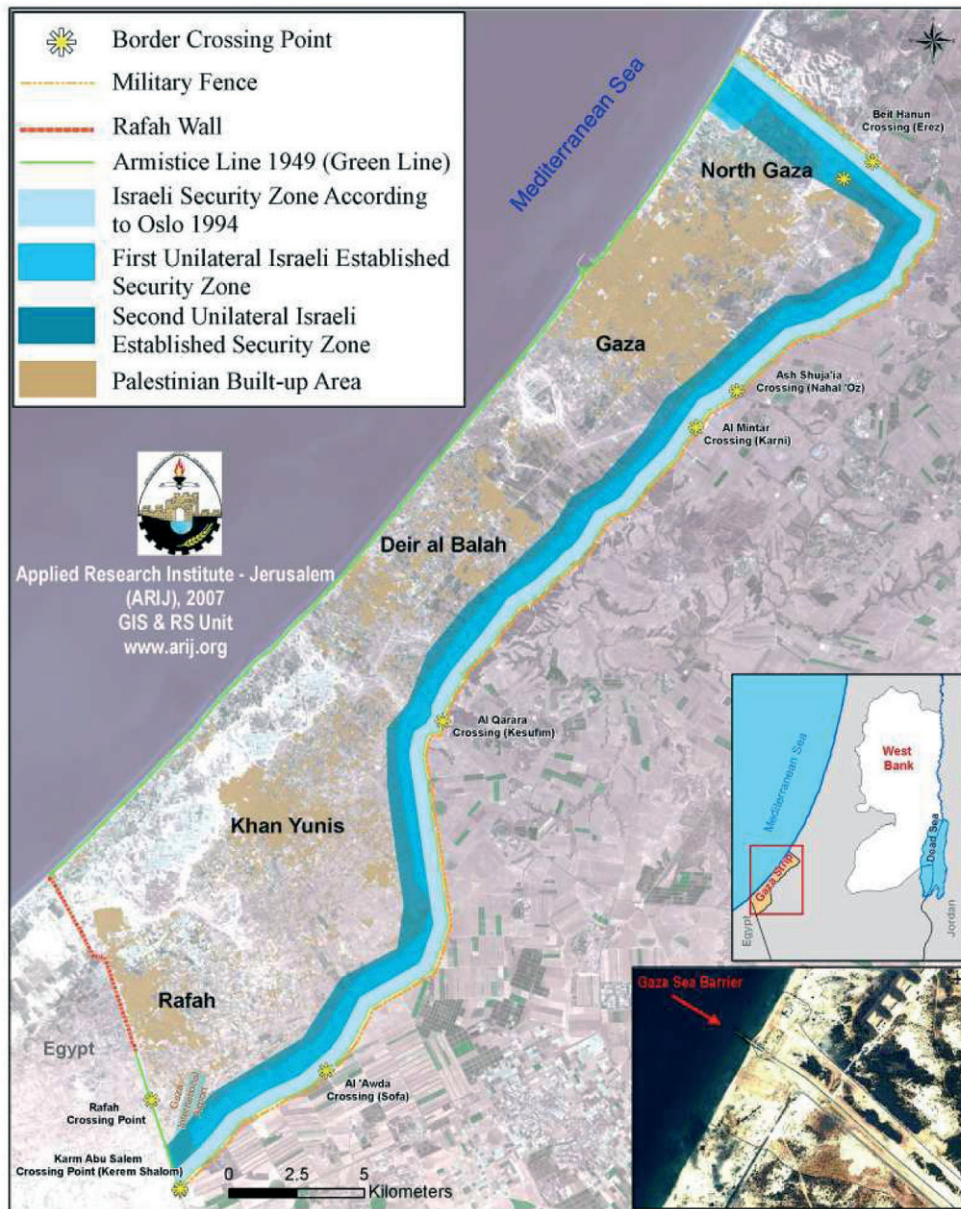 Border Crossing Point
Military Fence
Rafah Wall
Armistice Line 1949 (Green Line)
Israeli Security Zone According
to Oslo 1994
First Unilateral Israeli Established
Security Zone
Second Unilateral Israeli
Established Security Zone
Palestinian Built-up Area
Mediterranean Sea
Beit Hanun
Crossing (Erez)
North Gaza
Gaza
Ash Shuja'ia
Crossing (Nahal 'Oz)
Al Mintar
Crossing (Karni)
Deir al Balah
Applied Research Institute - Jerusalem
(ARIJ), 2007
GIS & RS Unit
www.arij.org
Al Qarara
Crossing (Kesufim)
Khan Yunis
Rafah
Egypt
Gaza
International
Airport
Al 'Awda
Crossing (Sofa)
Rafah
Crossing Point
Karm Abu Salem
Crossing Point (Kerem Shalom)
0 2.5 5
Kilometers
Mediterranean Sea
West
Bank
Dead Sea
Gaza Strip
Egypt
Jordan
Gaza Sea Barrier